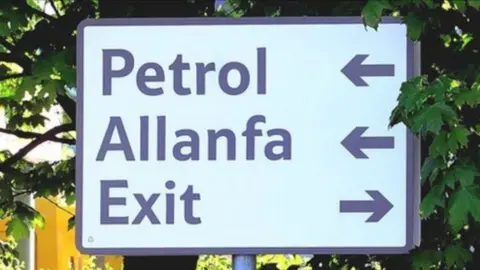 Petrol ←
Allanfa ←
Exit →